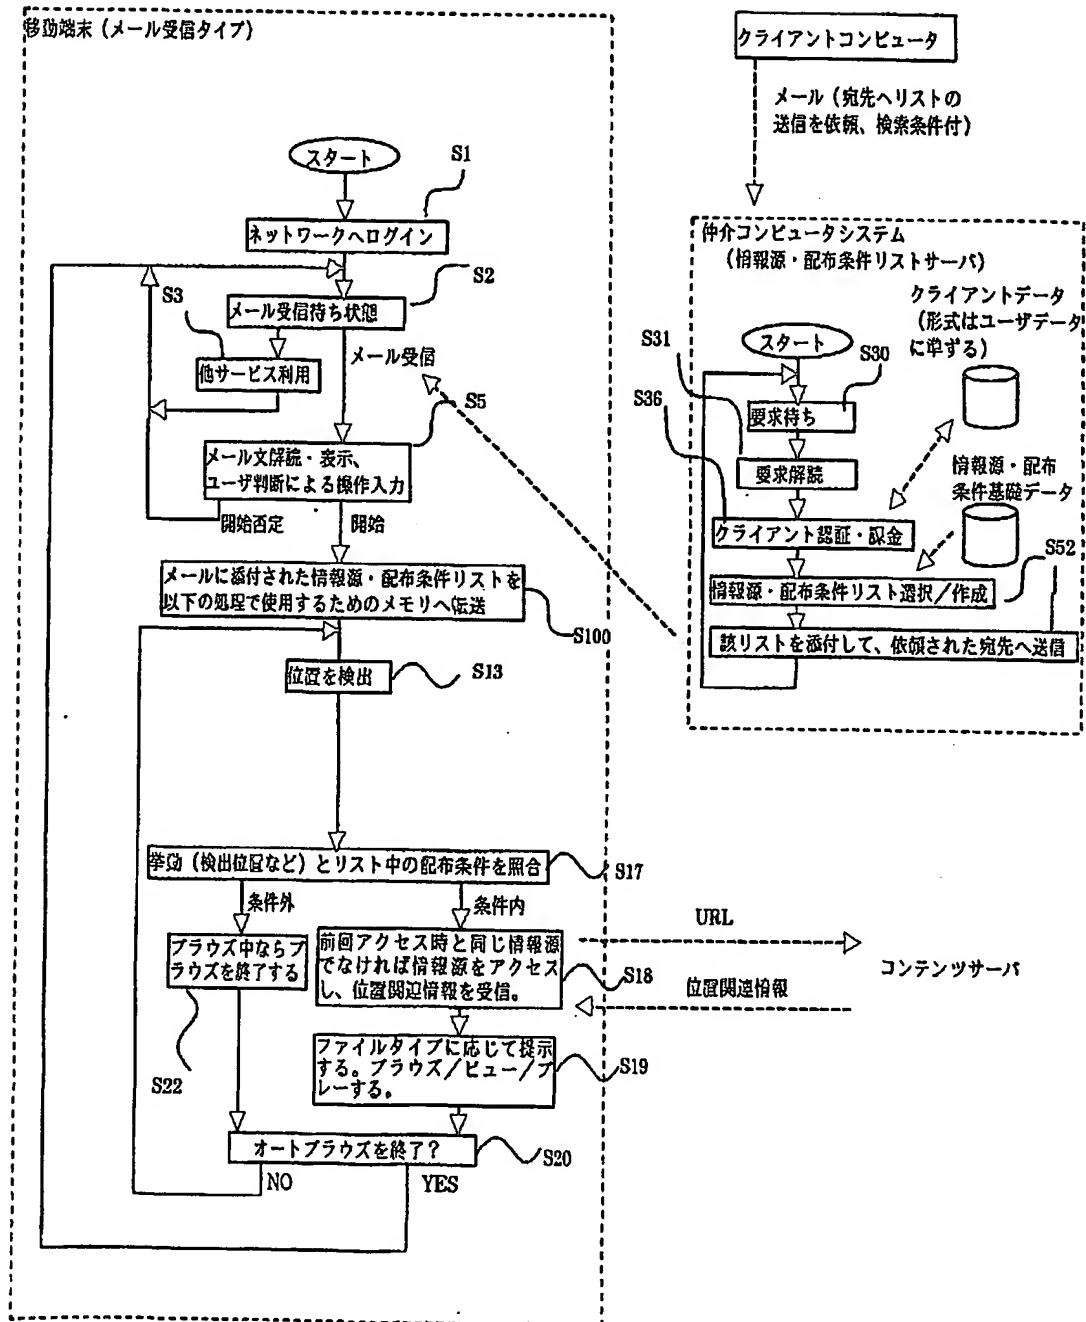 移動端末（メール受信タイプ）
スタート
S1
ネットワークへログイン
S2
メール受信待ち状態
S3
他サービス利用
メール受信
S5
メール文解読・表示、
ユーザ判断による操作入力
開始否定
開始
メールに添付された情報源・配布条件リストを
以下の処理で使用するためのメモリへ転送
S100
位置を検出
S13
挙動（検出位置など）とリスト中の配布条件を照合
S17
条件外
条件内
ブラウズ中ならブ
ラウズを終了する
S22
前回アクセス時と同じ情報源
でなければ情報源をアクセス
し、位置関連情報を受信。
S18
ファイルタイプに応じて提示
する。ブラウズ／ビュー／プ
レーする。
S19
オートブラウズを終了？
S20
NO
YES
クライアントコンピュータ
メール（宛先へリストの
送信を依頼、検索条件付）
仲介コンピュータシステム
（情報源・配布条件リストサーバ）
クライアントデータ
（形式はユーザデータ
に準ずる）
スタート
S31
S30
S36
要求待ち
要求解読
情報源・配布
条件基礎データ
クライアント認証・課金
S52
情報源・配布条件リスト選択／作成
該リストを添付して、依頼された宛先へ送信
URL
コンテンツサーバ
位置関連情報